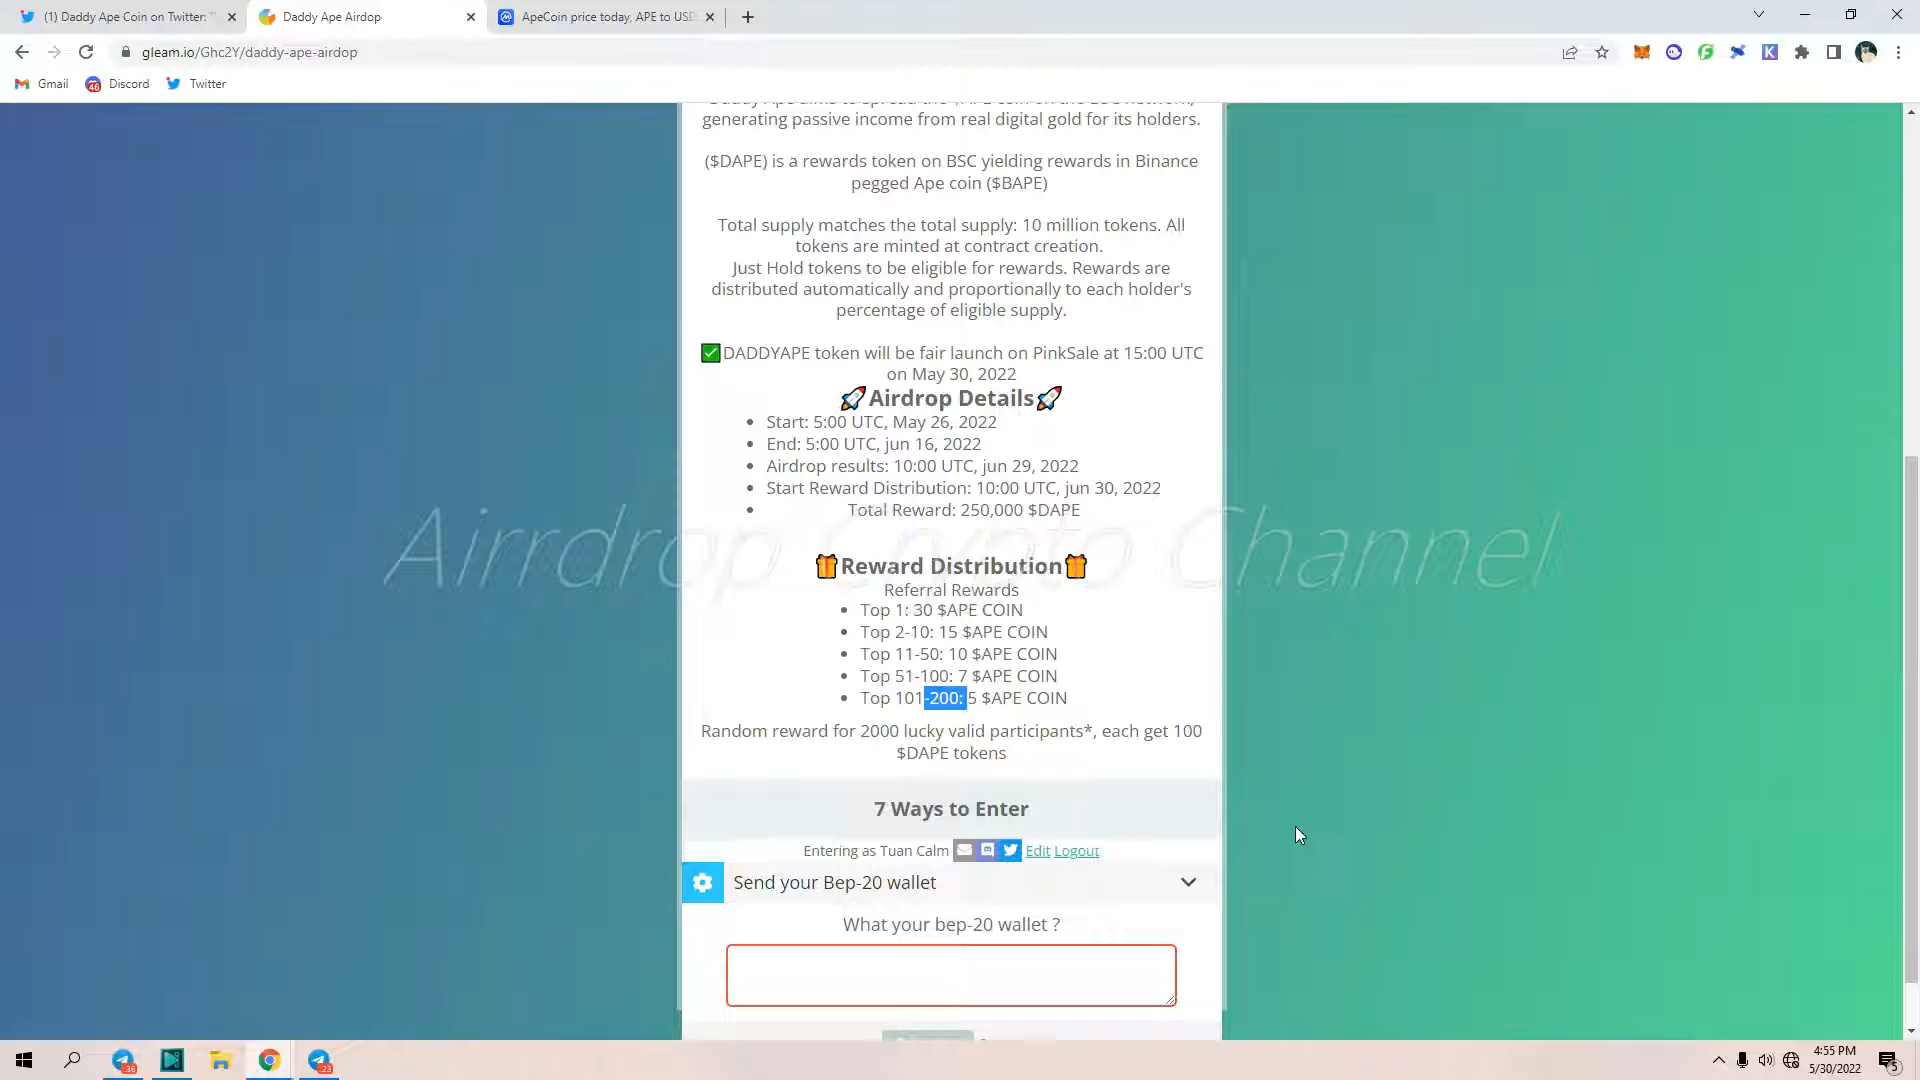 (1) Daddy Ape Coin on Twitter: "
Daddy Ape Airdop
ApeCoin price today, APE to USD
gleam.io/Ghc2Y/daddy-ape-airdop
Gmail
46
Discord
Twitter
generating passive income from real digital gold for its holders.
($DAPE) is a rewards token on BSC yielding rewards in Binance
pegged Ape coin ($BAPE)
Total supply matches the total supply: 10 million tokens. All
tokens are minted at contract creation.
Just Hold tokens to be eligible for rewards. Rewards are
distributed automatically and proportionally to each holder's
percentage of eligible supply.
✅DADDYAPE token will be fair launch on PinkSale at 15:00 UTC
on May 30, 2022
🚀Airdrop Details🚀
• Start: 5:00 UTC, May 26, 2022
• End: 5:00 UTC, jun 16, 2022
• Airdrop results: 10:00 UTC, jun 29, 2022
• Start Reward Distribution: 10:00 UTC, jun 30, 2022
• Total Reward: 250,000 $DAPE
Airrdrop Crypto Channel
🎁Reward Distribution🎁
Referral Rewards
• Top 1: 30 $APE COIN
• Top 2-10: 15 $APE COIN
• Top 11-50: 10 $APE COIN
• Top 51-100: 7 $APE COIN
• Top 101-200: 5 $APE COIN
Random reward for 2000 lucky valid participants*, each get 100
$DAPE tokens
7 Ways to Enter
Entering as Tuan Calm Edit Logout
Send your Bep-20 wallet
What your bep-20 wallet ?
36
23
4:55 PM
5/30/2022
5